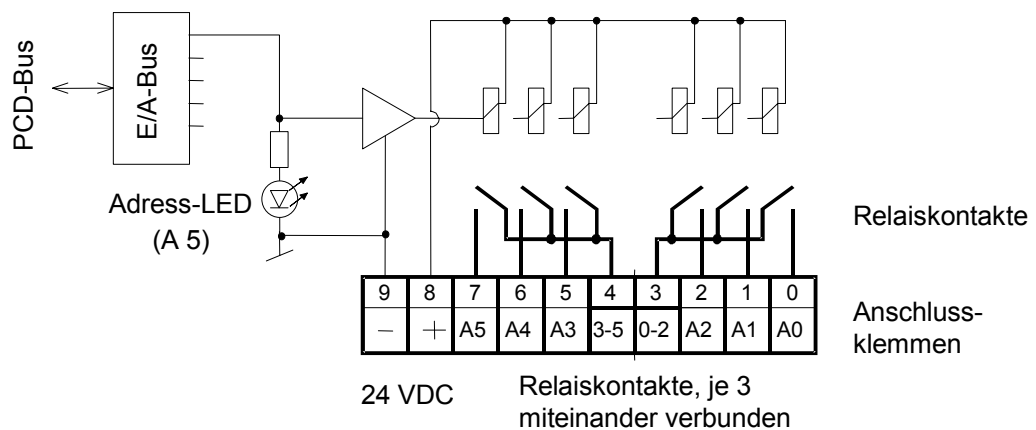 PCD-Bus
E/A-Bus
Adress-LED
(A 5)
Relaiskontakte
9 8 7 6 5 4 3 2 1 0
− + A5 A4 A3 3-5 0-2 A2 A1 A0
Anschluss-
klemmen
24 VDC
Relaiskontakte, je 3
miteinander verbunden